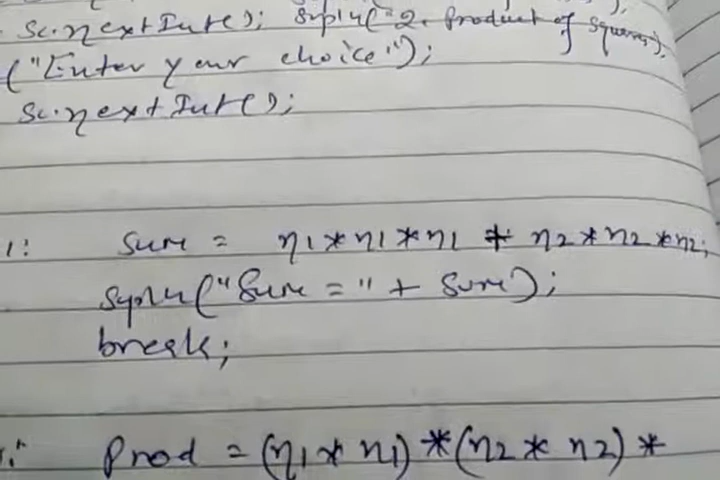 Sc.nextInt(); Sopln("2. Product of Squares");
("Enter your choice");
Sc.nextInt();
1: Sum = n1*n1*n1 + n2*n2*n2;
Sopln("Sum =" + Sum);
break;
Prod = (n1* n1) *(n2* n2) *